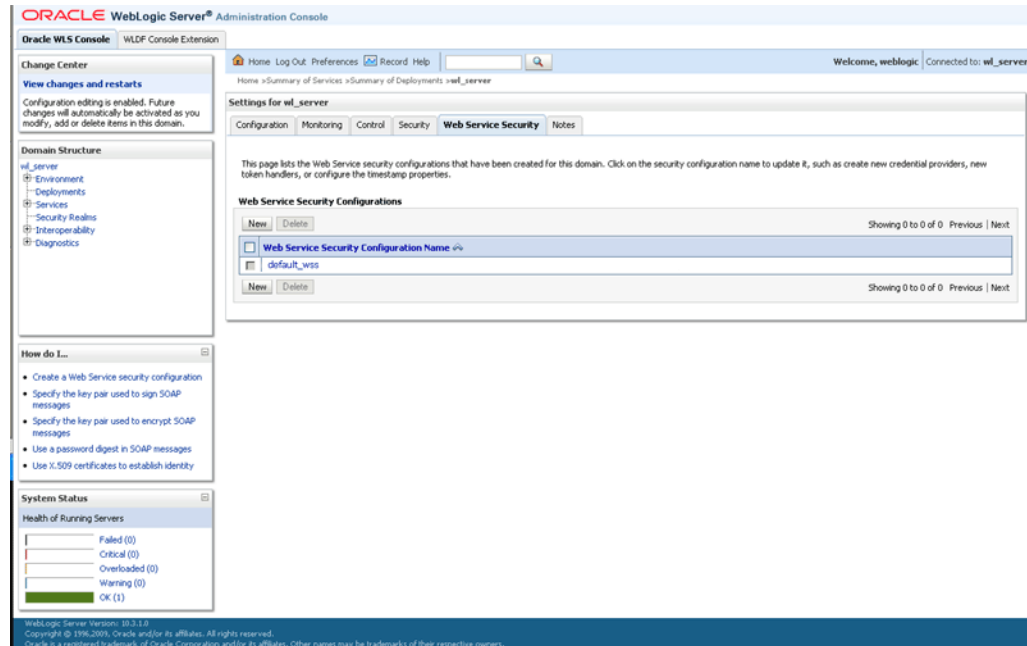 ORACLE WebLogic Server® Administration Console
Oracle WLS Console WLDF Console Extension
Change Center
View changes and restarts
Configuration editing is enabled. Future
changes will automatically be activated as you
modify, add or delete items in this domain.
Domain Structure
wl_server
Environment
Deployments
Services
Security Realms
Interoperability
Diagnostics
How do I...
Create a Web Service security configuration
Specify the key pair used to sign SOAP
messages
Specify the key pair used to encrypt SOAP
messages
Use a password digest in SOAP messages
Use X.509 certificates to establish identity
System Status
Health of Running Servers
Failed (0)
Critical (0)
Overloaded (0)
Warning (0)
OK (1)
Home Log Out Preferences Record Help
Welcome, weblogic Connected to: wl_server
Home >Summary of Services >Summary of Deployments >wl_server
Settings for wl_server
Configuration Monitoring Control Security Web Service Security Notes
This page lists the Web Service security configurations that have been created for this domain. Click on the security configuration name to update it, such as create new credential providers, new
token handlers, or configure the timestamp properties.
Web Service Security Configurations
New Delete Showing 0 to 0 of 0 Previous | Next
Web Service Security Configuration Name
default_wss
New Delete Showing 0 to 0 of 0 Previous | Next
WebLogic Server Version: 10.3.1.0
Copyright © 1996,2009, Oracle and/or its affiliates. All rights reserved.
Oracle is a registered trademark of Oracle Corporation and/or its affiliates. Other names may be trademarks of their respective owners.